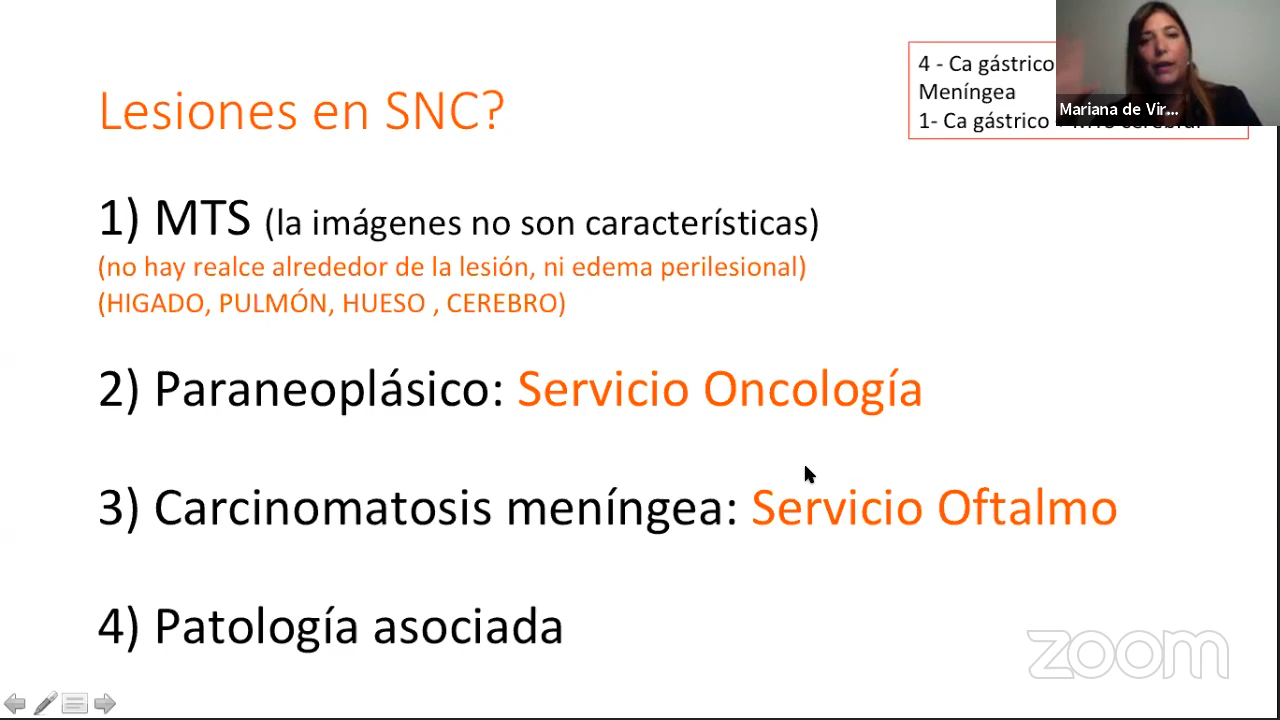 4 - Ca gástrico
Meníngea
1- Ca gástrico
Mariana de Vir...
Lesiones en SNC?
1) MTS (la imágenes no son características)
(no hay realce alrededor de la lesión, ni edema perilesional)
(HIGADO, PULMÓN, HUESO , CEREBRO)
2) Paraneoplásico: Servicio Oncología
3) Carcinomatosis meníngea: Servicio Oftalmo
4) Patología asociada
zoom